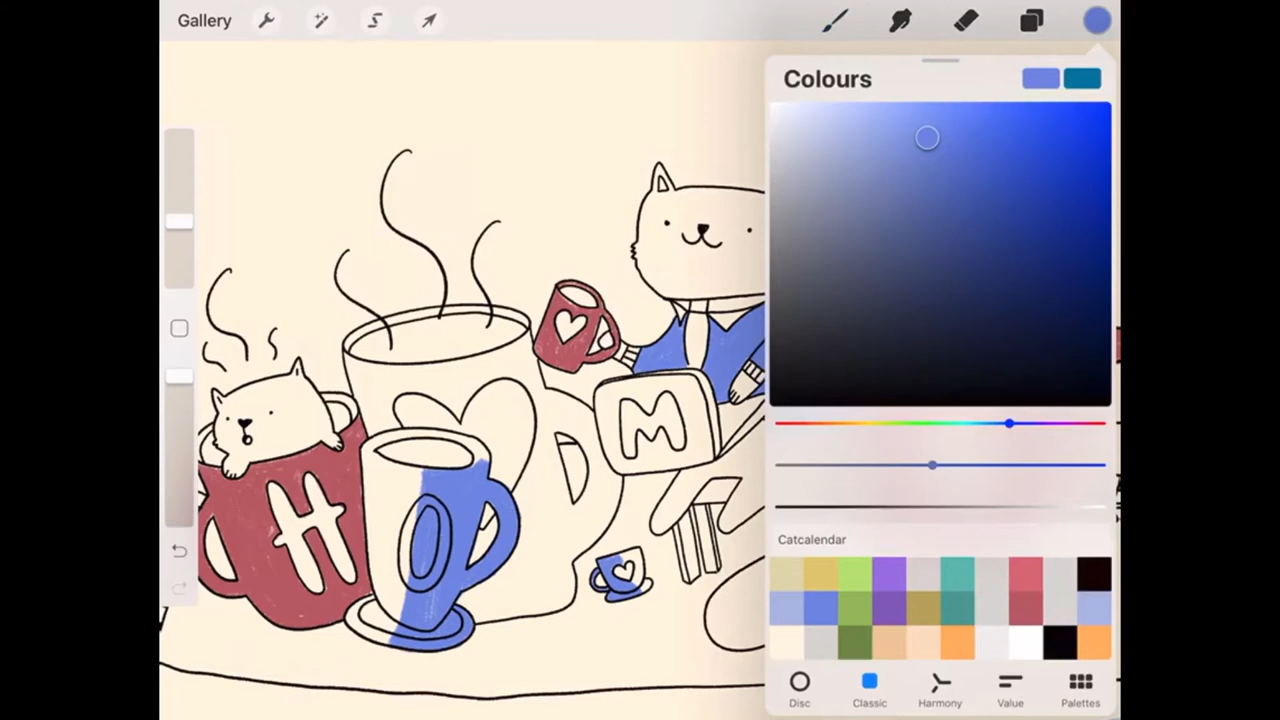 Gallery
Colours
M
H
O
Catcalendar
Disc
Classic
Harmony
Value
Palettes